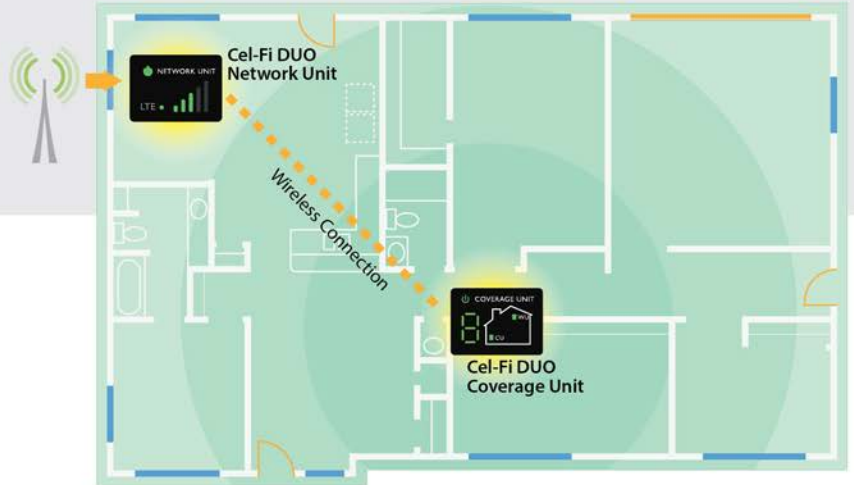 Cel-Fi DUO
Network Unit
NETWORK UNIT
LTE
Wireless Connection
COVERAGE UNIT
8
WU
CU
Cel-Fi DUO
Coverage Unit